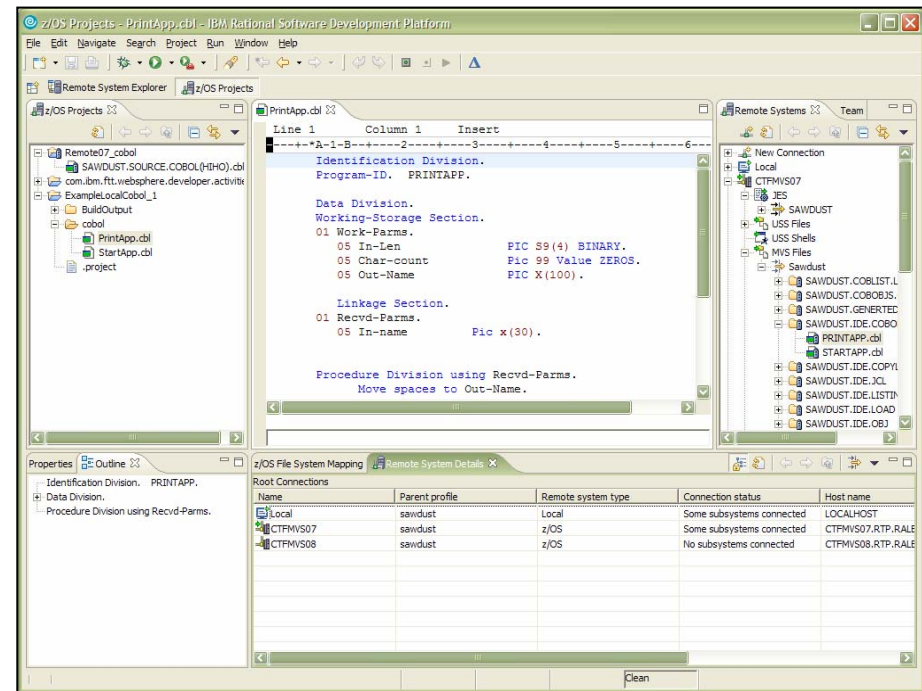 z/OS Projects - PrintApp.cbl - IBM Rational Software Development Platform
File Edit Navigate Search Project Run Window Help
Remote System Explorer
z/OS Projects
z/OS Projects
Remote07_cobol
SAWDUST.SOURCE.COBOL(HIHO).cbl
com.ibm.ftt.websphere.developer.activitie
ExampleLocalCobol_1
BuildOutput
cobol
PrintApp.cbl
StartApp.cbl
.project
PrintApp.cbl
Line 1 Column 1 Insert
----+-*A-1-B--+----2----+----3----+----4----+----5----+----6--
Identification Division.
Program-ID. PRINTAPP.
Data Division.
Working-Storage Section.
01 Work-Parms.
05 In-Len PIC S9(4) BINARY.
05 Char-count Pic 99 Value ZEROS.
05 Out-Name PIC X(100).
Linkage Section.
01 Recvd-Parms.
05 In-name Pic x(30).
Procedure Division using Recvd-Parms.
Move spaces to Out-Name.
Remote Systems Team
New Connection
Local
CTFMVS07
JES
SAWDUST
USS Files
USS Shells
MVS Files
Sawdust
SAWDUST.COBLIST.L
SAWDUST.COBOBJS.
SAWDUST.GENERTED
SAWDUST.IDE.COBO
PRINTAPP.cbl
STARTAPP.cbl
SAWDUST.IDE.COPYL
SAWDUST.IDE.JCL
SAWDUST.IDE.LISTIN
SAWDUST.IDE.LOAD
SAWDUST.IDE.OBJ
Properties Outline
Identification Division. PRINTAPP.
Data Division.
Procedure Division using Recvd-Parms.
z/OS File System Mapping Remote System Details
Root Connections
Name Parent profile Remote system type Connection status Host name
Local sawdust Local Some subsystems connected LOCALHOST
CTFMVS07 sawdust z/OS Some subsystems connected CTFMVS07.RTP.RALE
CTFMVS08 sawdust z/OS No subsystems connected CTFMVS08.RTP.RALE
Clean